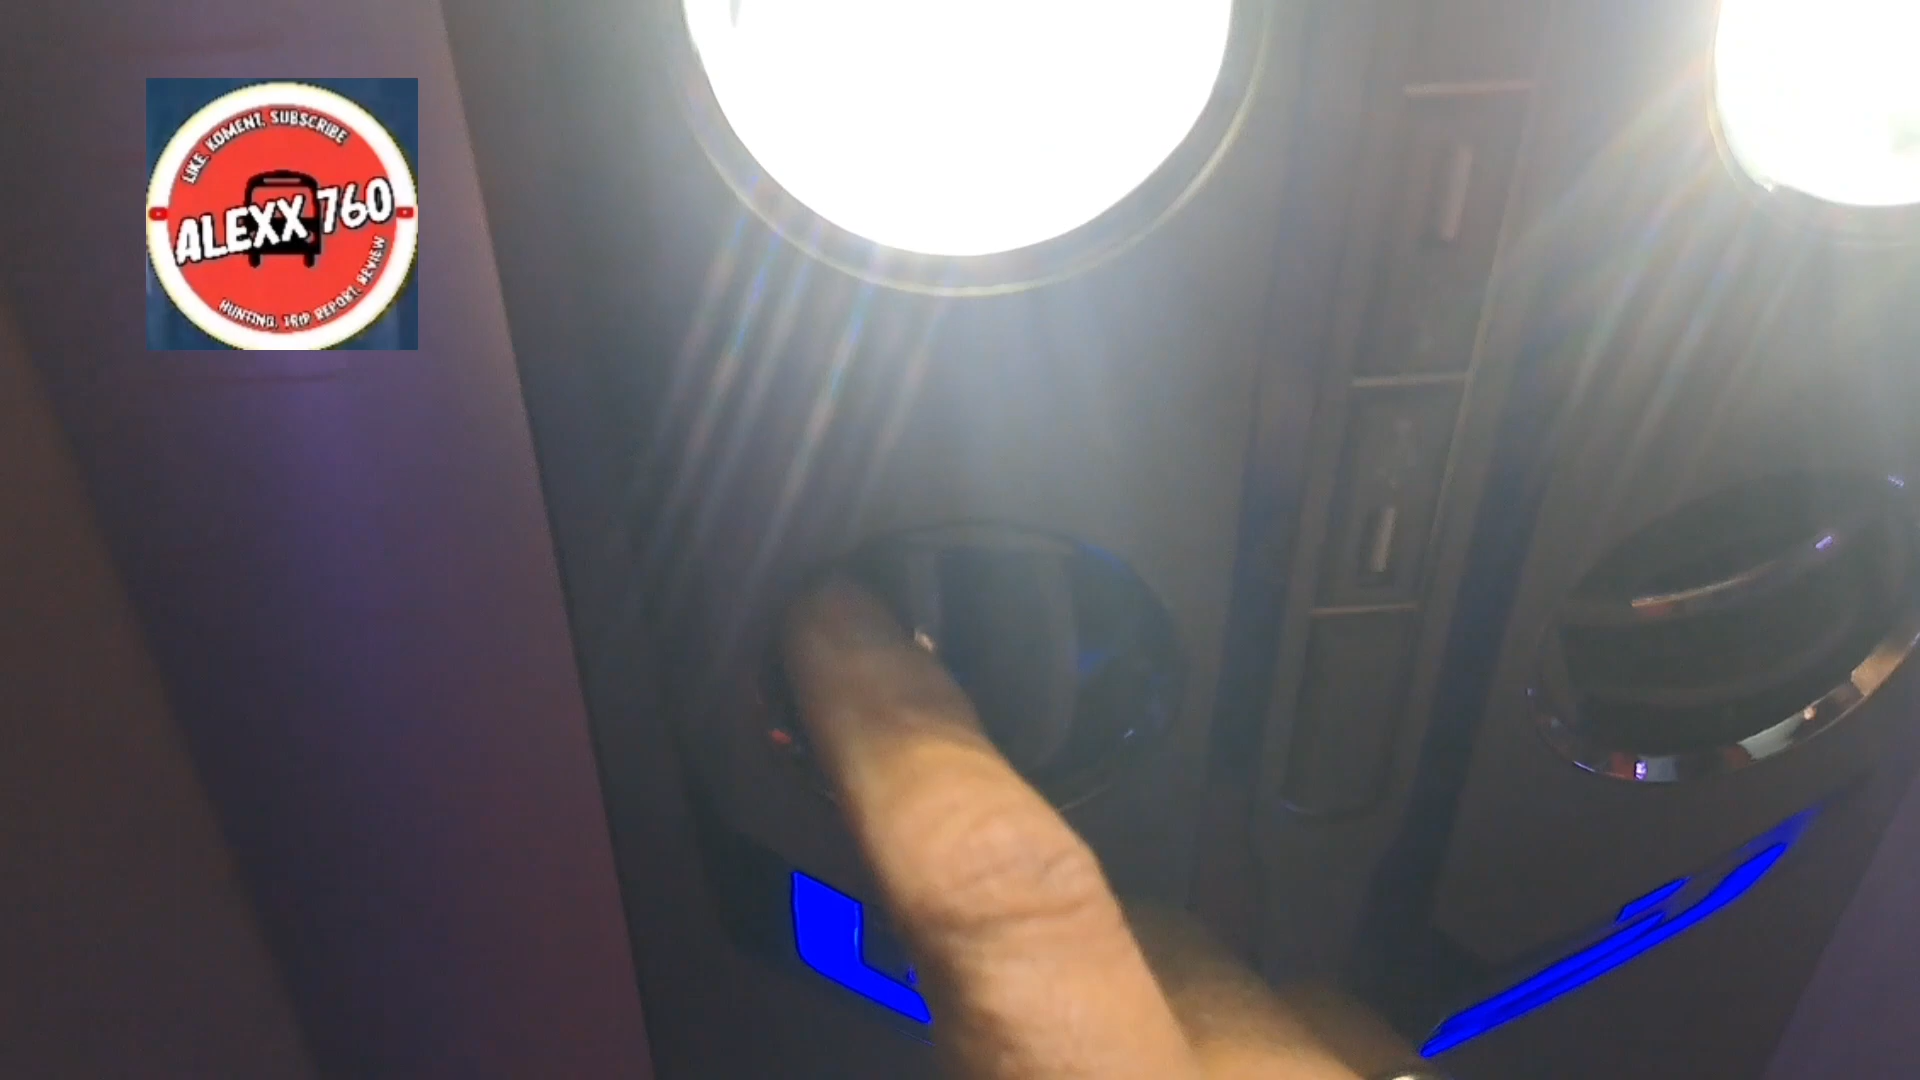 LIKE, KOMENT, SUBSCRIBE
ALEXX 760
HUNTING, TRIP REPORT, REVIEW